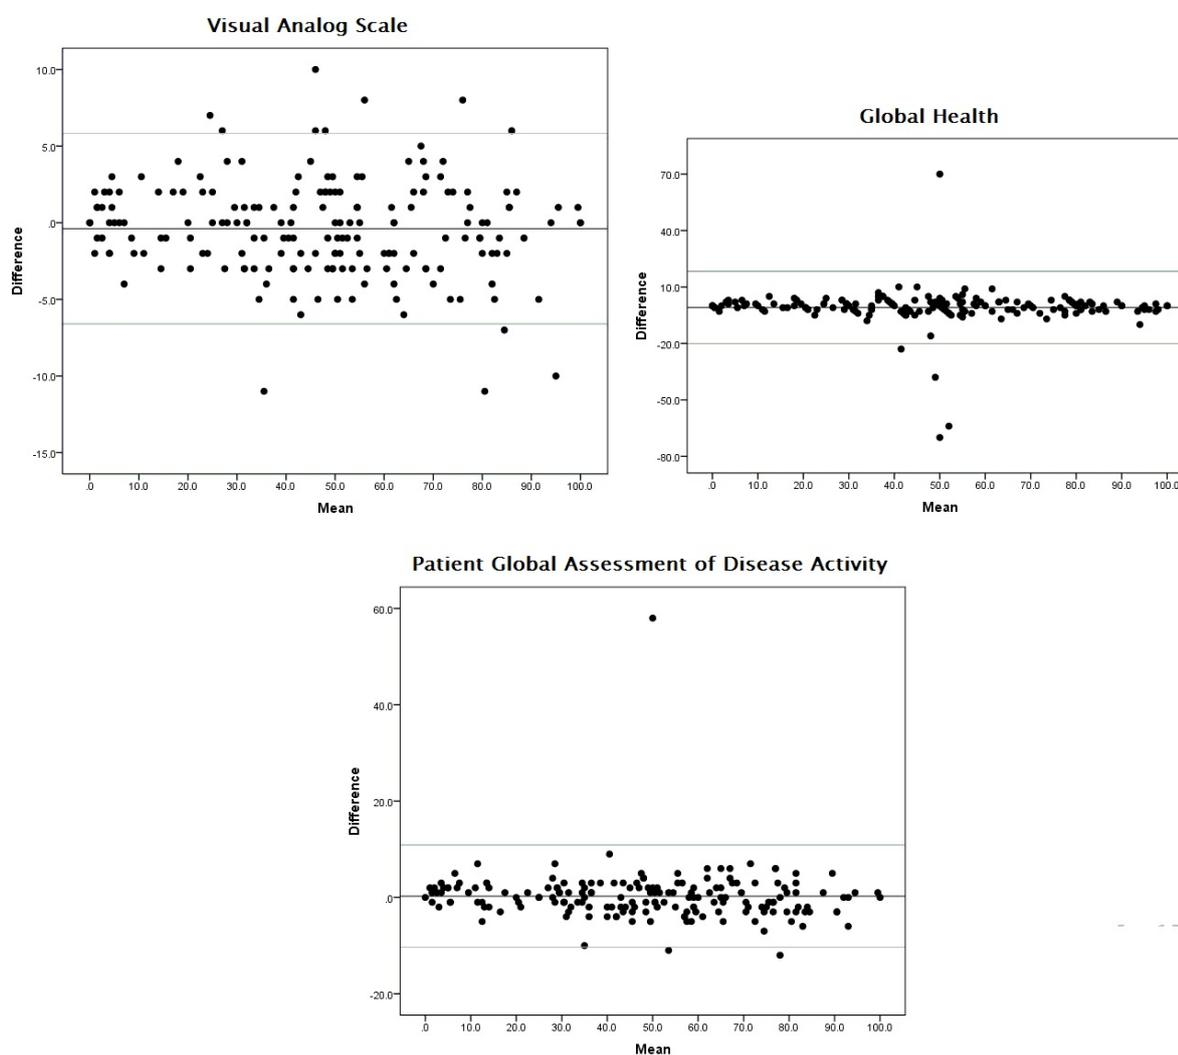 Visual Analog Scale
10.0
5.0
.0
-5.0
-10.0
-15.0
Difference
.0 10.0 20.0 30.0 40.0 50.0 60.0 70.0 80.0 90.0 100.0
Mean
Global Health
70.0
40.0
10.0
-20.0
-50.0
-80.0
Difference
.0 10.0 20.0 30.0 40.0 50.0 60.0 70.0 80.0 90.0 100.0
Mean
Patient Global Assessment of Disease Activity
60.0
40.0
20.0
.0
-20.0
Difference
.0 10.0 20.0 30.0 40.0 50.0 60.0 70.0 80.0 90.0 100.0
Mean